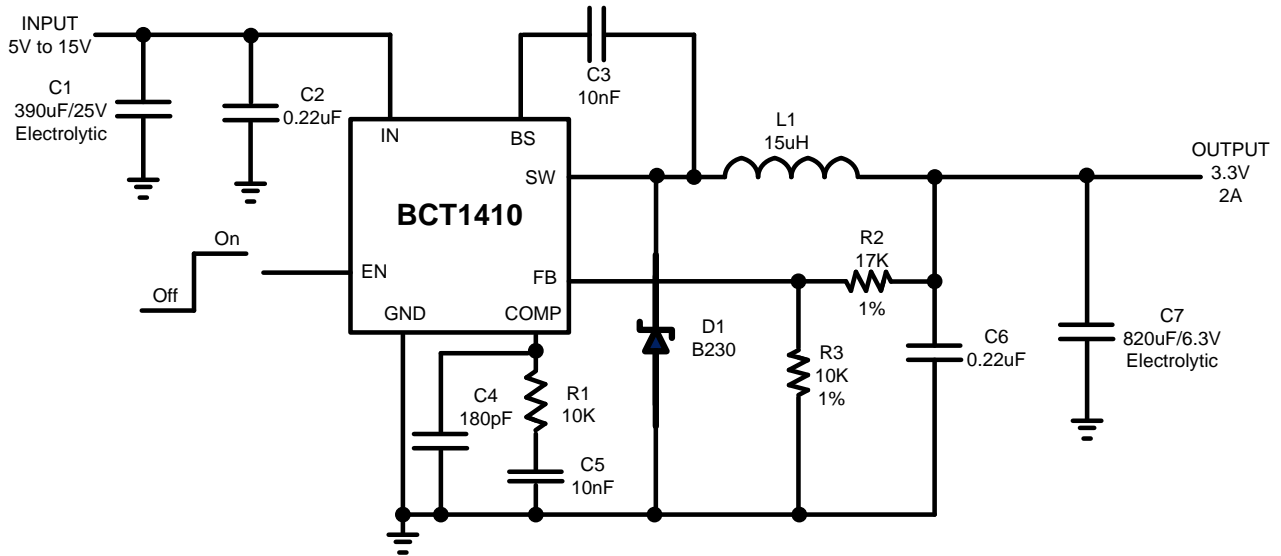 INPUT
5V to 15V
C1
390uF/25V
Electrolytic
C2
0.22uF
C3
10nF
IN
BS
SW
BCT1410
EN
FB
GND
COMP
On
Off
L1
15uH
OUTPUT
3.3V
2A
R2
17K
1%
D1
B230
R3
10K
1%
C6
0.22uF
C7
820uF/6.3V
Electrolytic
C4
180pF
R1
10K
C5
10nF